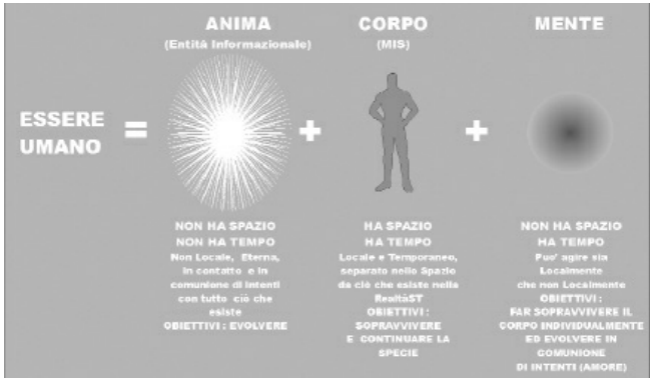 ANIMA
(Entità Informazionale)
CORPO
(MIS)
MENTE
ESSERE
UMANO
=
+
+
NON HA SPAZIO
NON HA TEMPO
Non Locale, Eterna,
in contatto e in
comunione di intenti
con tutto ciò che
esiste
OBIETTIVI : EVOLVERE
HA SPAZIO
HA TEMPO
Locale e Temporaneo,
separato nello Spazio
da ciò che esiste nella
RealtàST
OBIETTIVI :
SOPRAVVIVERE
E CONTINUARE LA
SPECIE
NON HA SPAZIO
HA TEMPO
Puo' agire sia
Localmente
che non Localmente
OBIETTIVI :
FAR SOPRAVVIVERE IL
CORPO INDIVIDUALMENTE
ED EVOLVERE IN
COMUNIONE
DI INTENTI (AMORE)